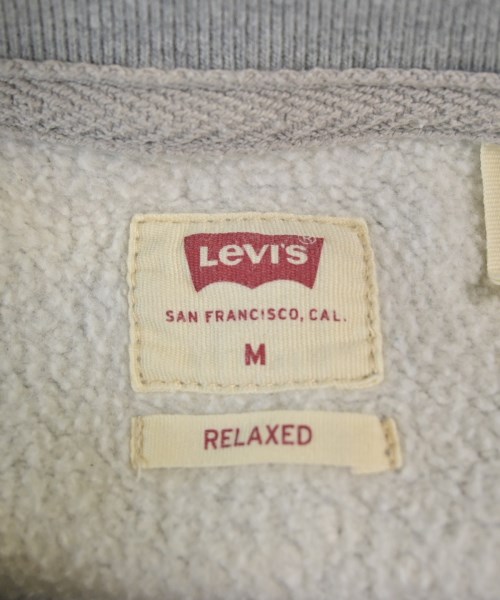 LEVI'S®
SAN FRANCISCO, CAL.
M
RELAXED